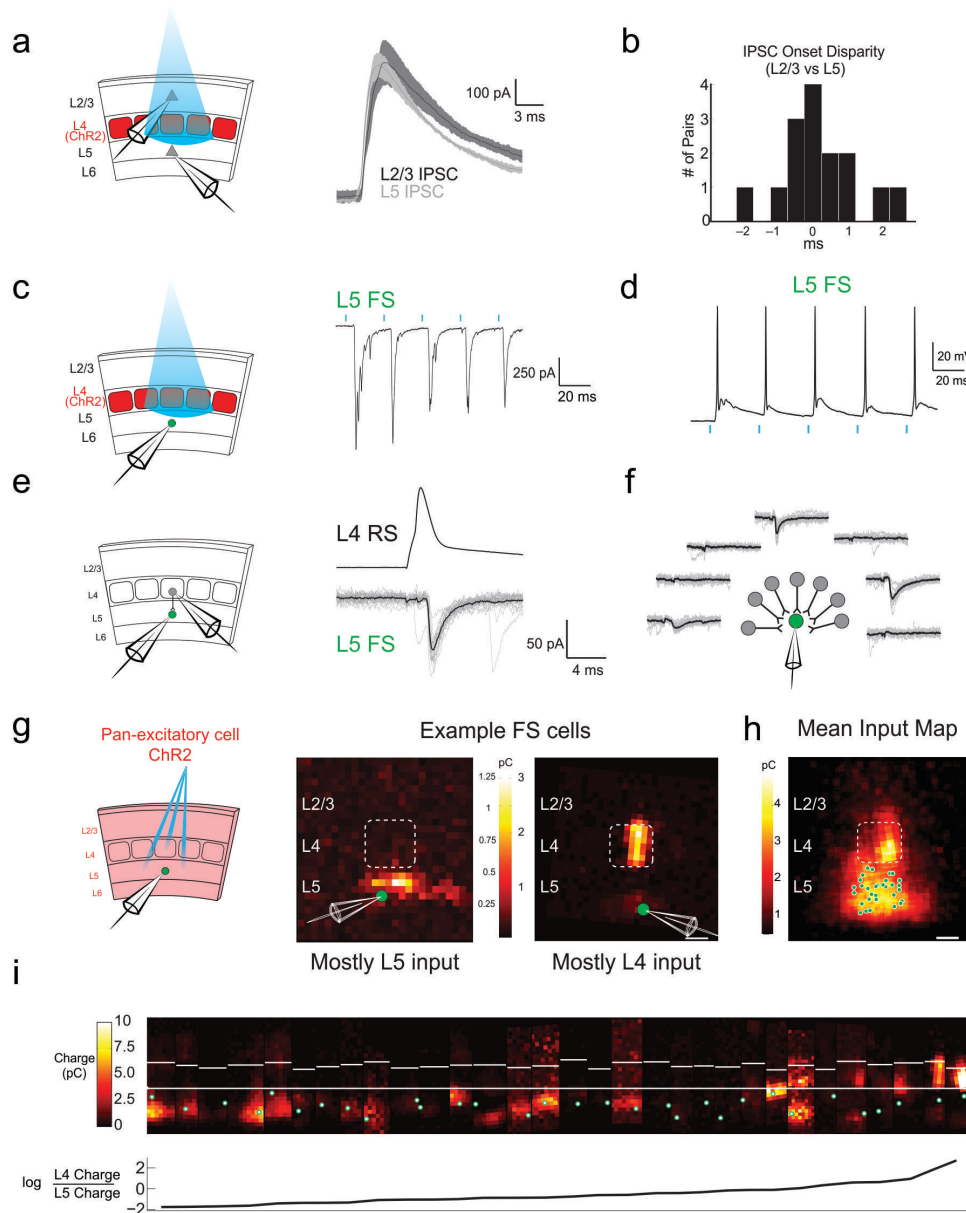 a
L2/3
L4
(ChR2)
L5
L6
100 pA
3 ms
L2/3 IPSC
L5 IPSC
b
IPSC Onset Disparity
(L2/3 vs L5)
# of Pairs
4
3
2
1
0
–2
–1
0
1
2
ms
c
L2/3
L4
(ChR2)
L5
L6
L5 FS
250 pA
20 ms
d
L5 FS
20 mV
20 ms
e
L2/3
L4
L5
L6
L4 RS
L5 FS
50 pA
4 ms
f
g
Pan-excitatory cell
ChR2
L2/3
L4
L5
L6
Example FS cells
L2/3
L4
L5
pC
1.25
1
0.75
0.5
0.25
3
2
1
Mostly L5 input
Mostly L4 input
h
Mean Input Map
pC
4
3
2
1
L2/3
L4
L5
i
Charge
(pC)
10
7.5
5
2.5
0
log L4 Charge
L5 Charge
2
0
−2